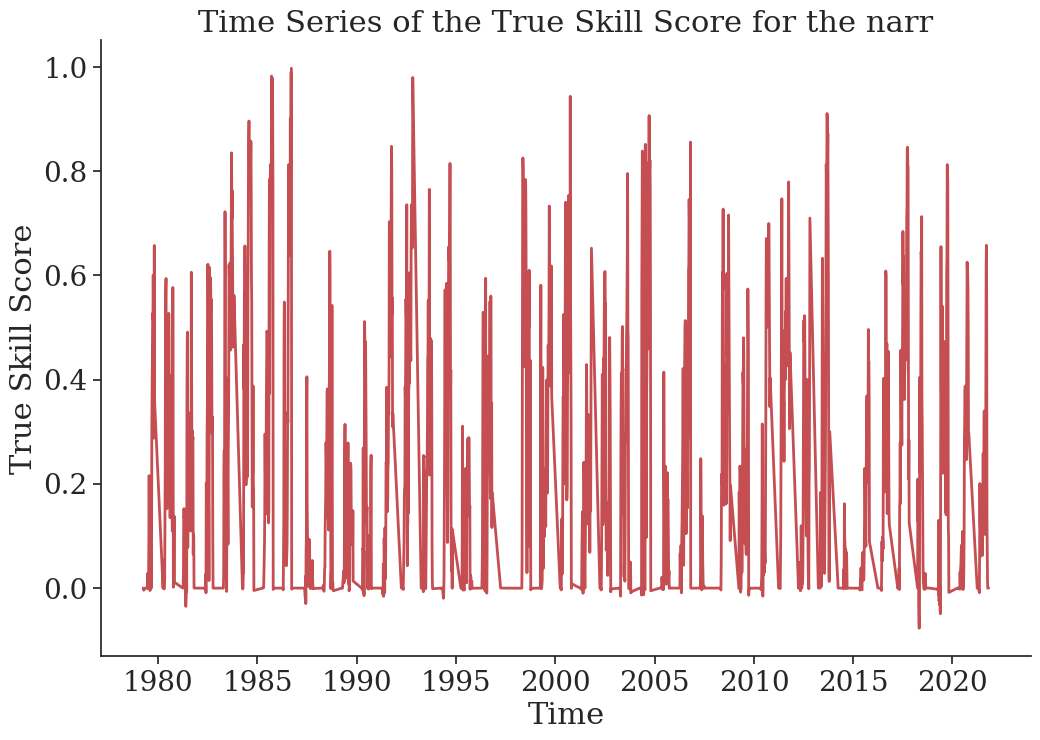 Time Series of the True Skill Score for the narr
True Skill Score
1.0
0.8
0.6
0.4
0.2
0.0
1980 1985 1990 1995 2000 2005 2010 2015 2020
Time